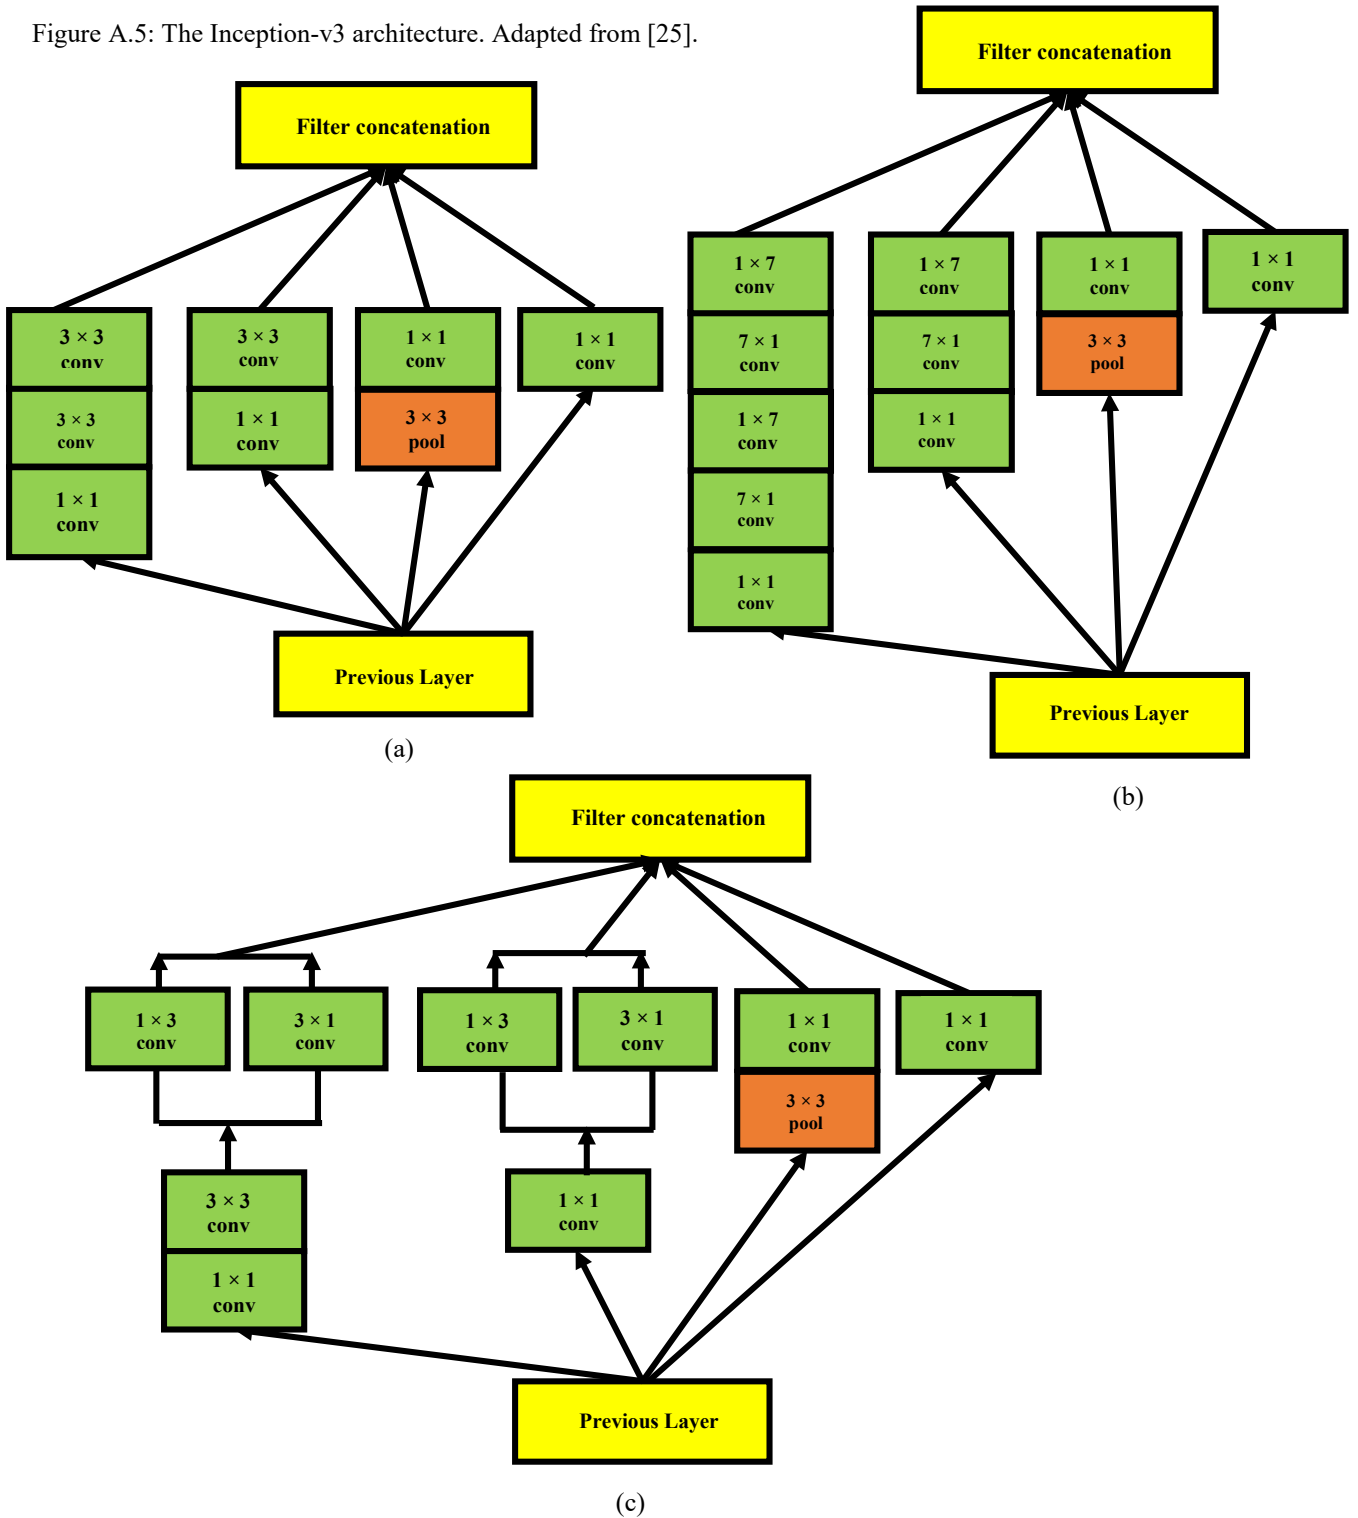 Figure A.5: The Inception-v3 architecture. Adapted from [25].
Filter concatenation
3 × 3
conv
3 × 3
conv
1 × 1
conv
3 × 3
conv
1 × 1
conv
1 × 1
conv
3 × 3
pool
1 × 1
conv
Previous Layer
(a)
Filter concatenation
1 × 7
conv
7 × 1
conv
1 × 7
conv
7 × 1
conv
1 × 1
conv
1 × 7
conv
7 × 1
conv
1 × 1
conv
1 × 1
conv
3 × 3
pool
1 × 1
conv
Previous Layer
(b)
Filter concatenation
1 × 3
conv
3 × 1
conv
3 × 3
conv
1 × 1
conv
1 × 3
conv
3 × 1
conv
1 × 1
conv
1 × 1
conv
3 × 3
pool
1 × 1
conv
Previous Layer
(c)